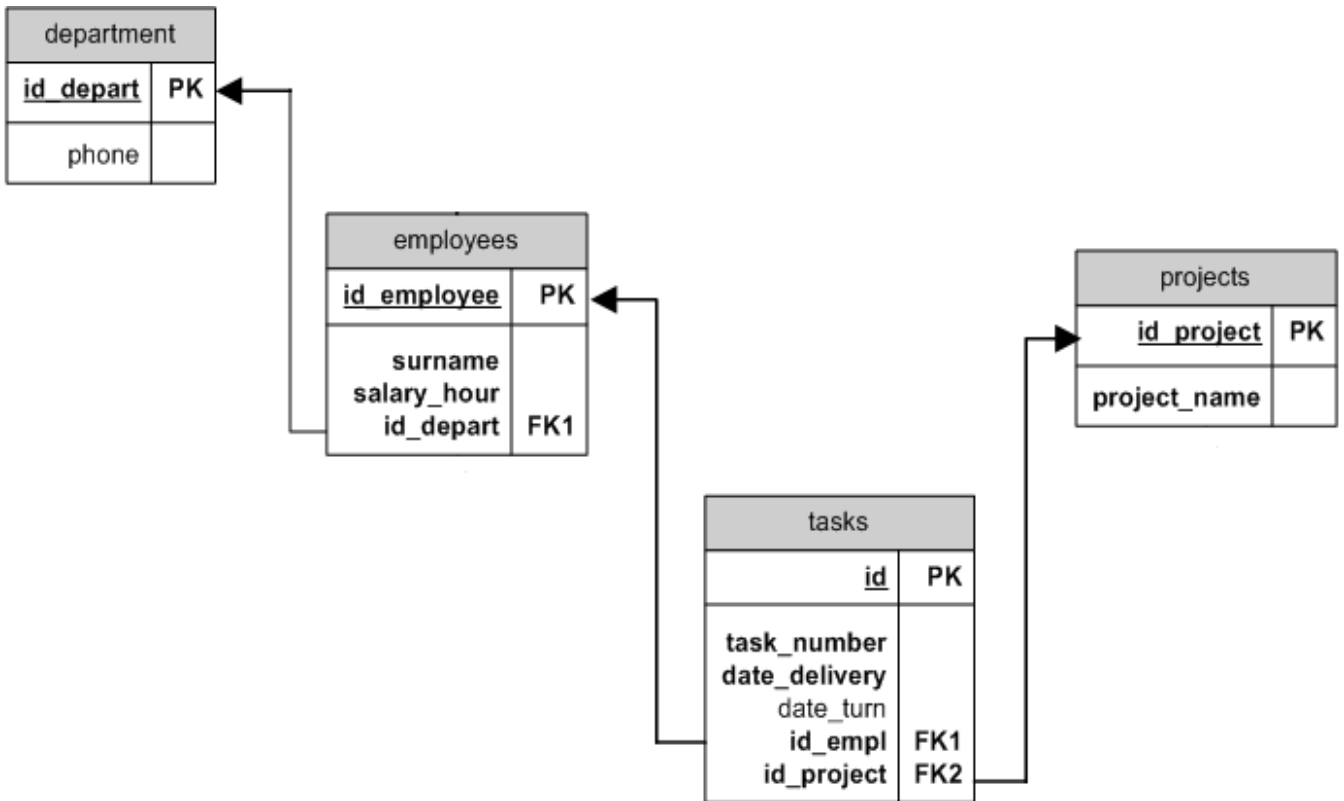 department
id_depart PK
phone
employees
id_employee PK
surname
salary_hour
id_depart FK1
projects
id_project PK
project_name
tasks
id PK
task_number
date_delivery
date_turn
id_empl FK1
id_project FK2